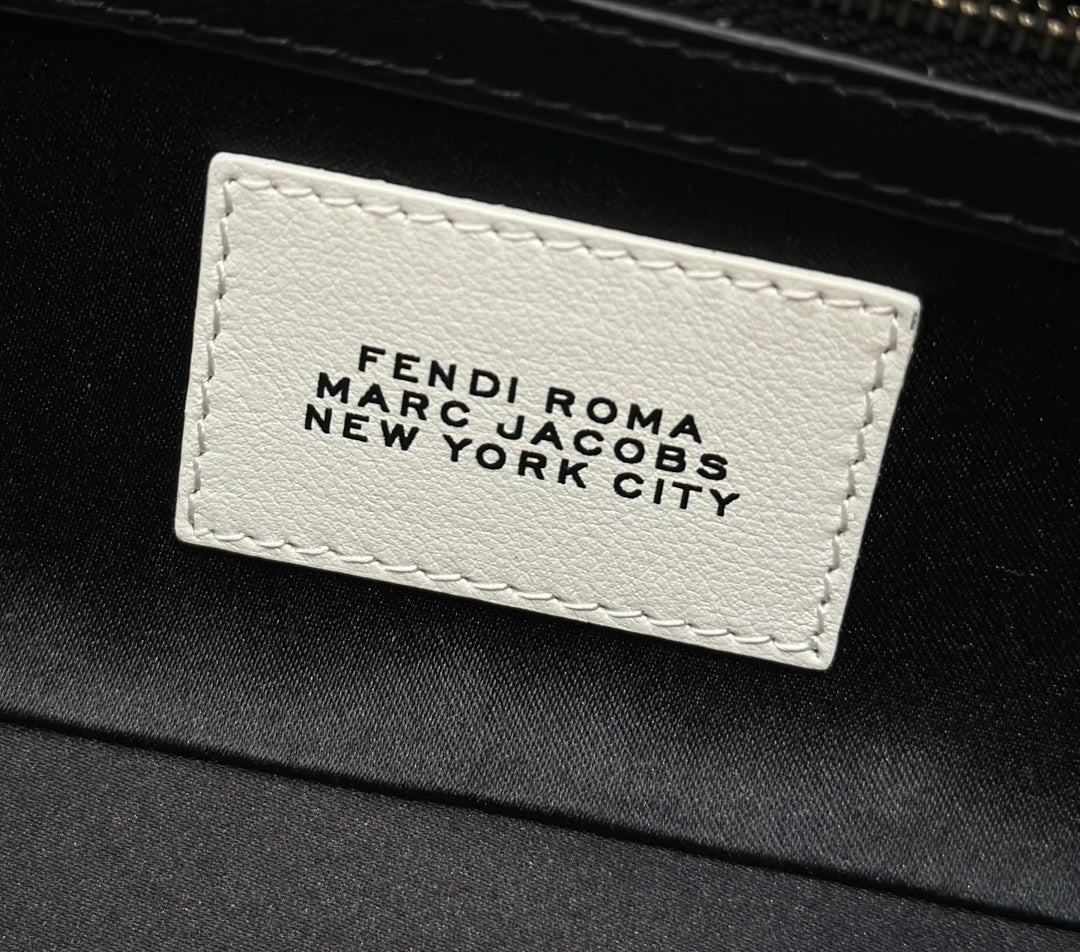 FENDI ROMA
MARC JACOBS
NEW YORK CITY